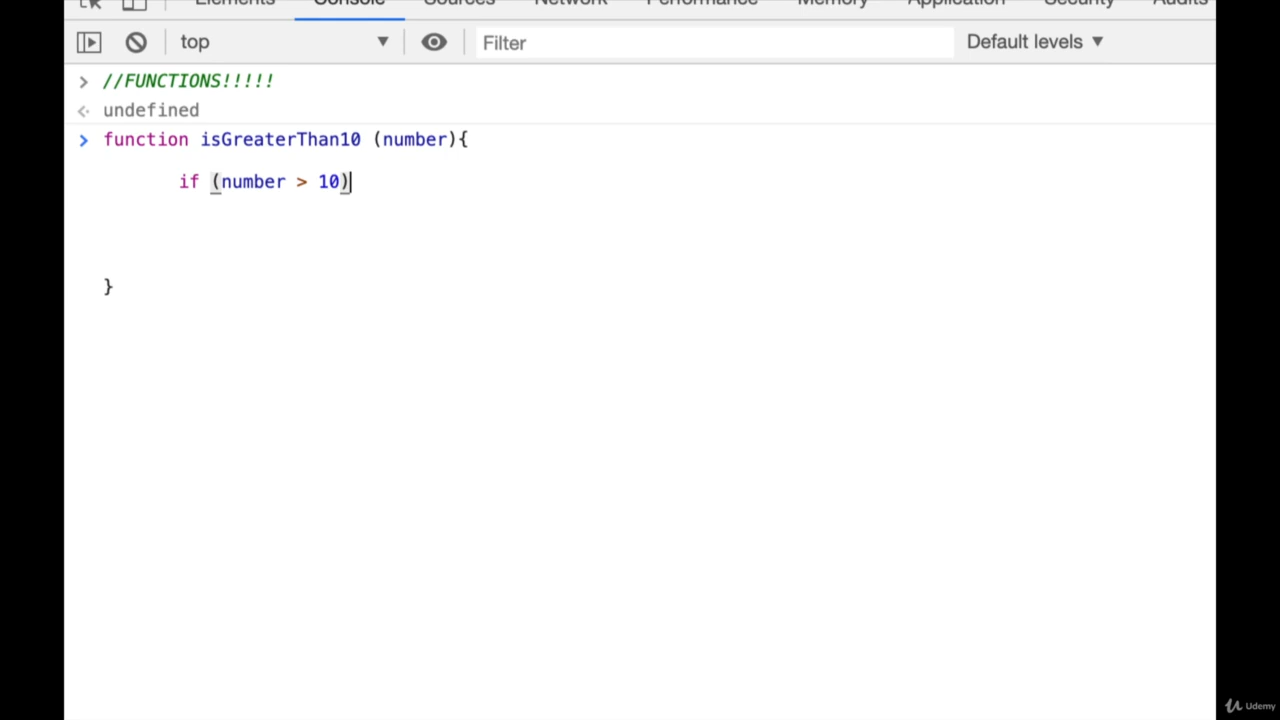 Elements Console Sources Network Performance Memory Application Security Audits
top ▼ Filter Default levels ▼
> //FUNCTIONS!!!!!
<· undefined
> function isGreaterThan10 (number){
if (number > 10)
}
Udemy